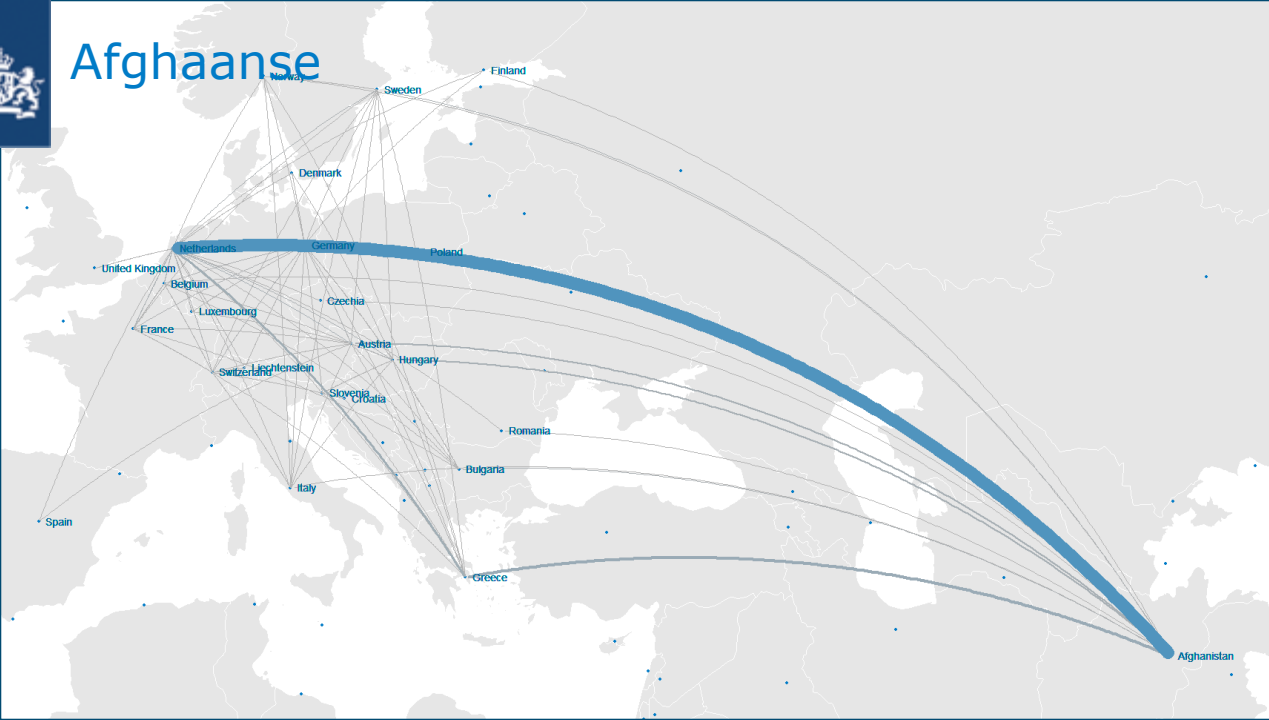 Afghaanse
Norway
Finland
Sweden
Denmark
Netherlands
Germany
Poland
United Kingdom
Belgium
Czechia
Luxembourg
France
Austria
Hungary
Liechtenstein
Switzerland
Slovenia
Croatia
Romania
Bulgaria
Italy
Spain
Greece
Afghanistan